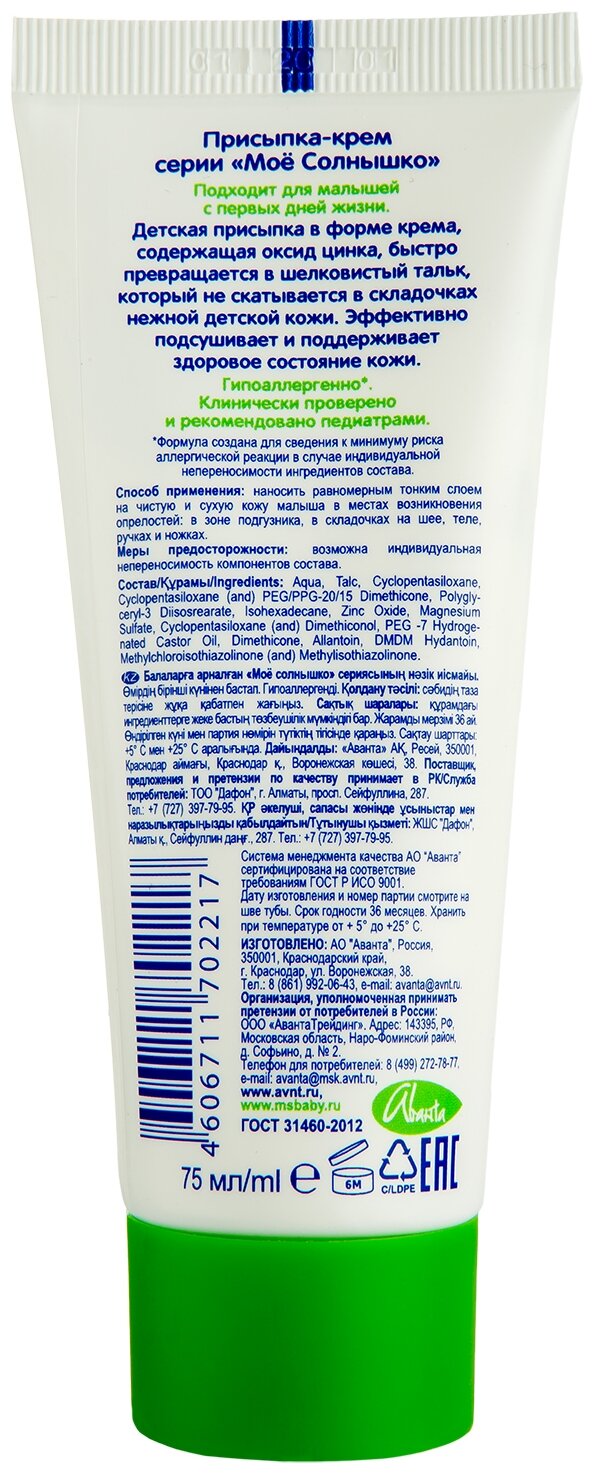 Присыпка-крем
серии «Моё Солнышко»
Подходит для малышей
с первых дней жизни.
Детская присыпка в форме крема,
содержащая оксид цинка, быстро
превращается в шелковистый тальк,
который не скатывается в складочках
нежной детской кожи. Эффективно
подсушивает и поддерживает
здоровое состояние кожи.
Гипоаллергенно*.
Клинически проверено
и рекомендовано педиатрами.
*Формула создана для сведения к минимуму риска
аллергической реакции в случае индивидуальной
непереносимости ингредиентов состава.
Способ применения: наносить равномерным тонким слоем
на чистую и сухую кожу малыша в местах возникновения
опрелостей: в зоне подгузника, в складочках на шее, теле,
ручках и ножках.
Меры предосторожности: возможна индивидуальная
непереносимость компонентов состава.
Состав/Құрамы/Ingredients: Aqua, Talc, Cyclopentasiloxane,
Cyclopentasiloxane (and) PEG/PPG-20/15 Dimethicone, Polygly-
ceryl-3 Diisosrearate, Isohexadecane, Zinc Oxide, Magnesium
Sulfate, Cyclopentasiloxane (and) Dimethiconol, PEG -7 Hydroge-
nated Castor Oil, Dimethicone, Allantoin, DMDM Hydantoin,
Methylchloroisothiazolinone (and) Methylisothiazolinone.
KZ Балаларға арналған «Моё солнышко» сериясының нәзік иісмайы.
Өмірдің бірінші күнінен бастап. Гипоаллергенді. Қолдану тәсілі: сәбидің таза
терісіне жұқа қабатпен жағыңыз. Сақтық шаралары: құрамдағы
ингредиенттерге жеке бастың төзбеушілік мүмкіндігі бар. Жарамды мерзімі 36 ай.
Өндірілген күні мен партия нөмірін түтіктің тігісінде қараңыз. Сақтау шарттары:
+5° С мен +25° С аралығында. Дайындалды: «Аванта» АҚ, Ресей, 350001,
Краснодар аймағы, Краснодар қ., Воронежская көшесі, 38. Поставщик,
предложения и претензии по качеству принимает в РК/Служба
потребителей: ТОО "Дафон", г. Алматы, просп. Сейфуллина, 287.
Тел.: +7 (727) 397-79-95. ҚР әкелуші, сапасы жөнінде ұсыныстар мен
наразылықтарыңызды қабылдайтын/Тұтынушы қызметі: ЖШС "Дафон",
Алматы қ., Сейфуллин даңғ., 287. Тел.: +7 (727) 397-79-95.
Система менеджмента качества АО "Аванта"
сертифицирована на соответствие
требованиям ГОСТ Р ИСО 9001.
Дату изготовления и номер партии смотрите на
шве тубы. Срок годности 36 месяцев. Хранить
при температуре от + 5° до +25° С.
ИЗГОТОВЛЕНО: АО "Аванта", Россия,
350001, Краснодарский край,
г. Краснодар, ул. Воронежская, 38.
Тел.: 8 (861) 992-06-43, e-mail: avanta@avnt.ru.
Организация, уполномоченная принимать
претензии от потребителей в России:
ООО «АвантаТрейдинг». Адрес: 143395, РФ,
Московская область, Наро-Фоминский район,
д. Софьино, д. № 2.
Телефон для потребителей: 8 (499) 272-78-77,
e-mail: avanta@msk.avnt.ru,
www.avnt.ru,
www.msbaby.ru
ГОСТ 31460-2012
Avanta
4 606711 702217
75 мл/ml e 6М C/LDPE EAC